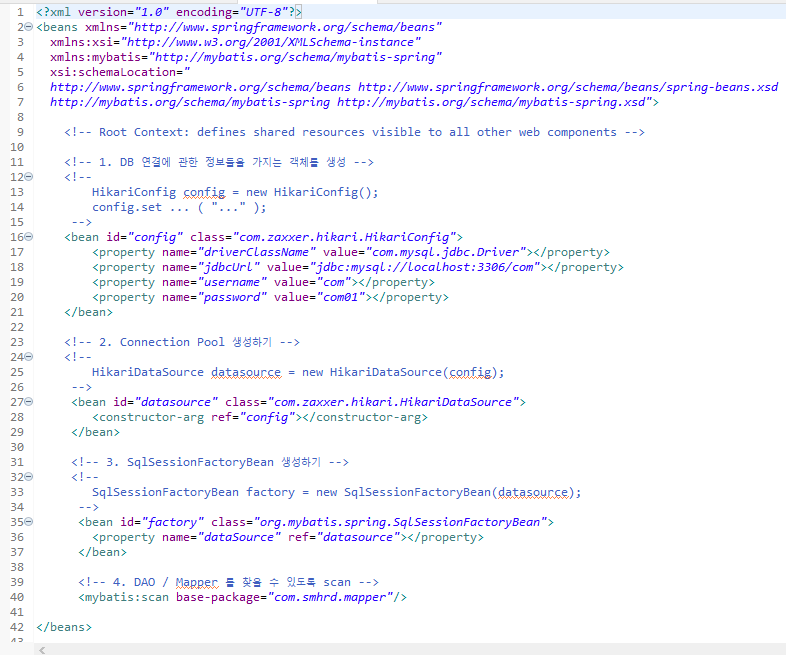 1 <?xml version="1.0" encoding="UTF-8"?>
2 <beans xmlns="http://www.springframework.org/schema/beans"
3 xmlns:xsi="http://www.w3.org/2001/XMLSchema-instance"
4 xmlns:mybatis="http://mybatis.org/schema/mybatis-spring"
5 xsi:schemaLocation="
6 http://www.springframework.org/schema/beans http://www.springframework.org/schema/beans/spring-beans.xsd
7 http://mybatis.org/schema/mybatis-spring http://mybatis.org/schema/mybatis-spring.xsd">
8
9 <!-- Root Context: defines shared resources visible to all other web components -->
10
11 <!-- 1. DB 연결에 관한 정보들을 가지는 객체를 생성 -->
12 <!--
13 HikariConfig config = new HikariConfig();
14 config.set ... ( "..." );
15 -->
16 <bean id="config" class="com.zaxxer.hikari.HikariConfig">
17 <property name="driverClassName" value="com.mysql.jdbc.Driver"></property>
18 <property name="jdbcUrl" value="jdbc:mysql://localhost:3306/com"></property>
19 <property name="username" value="com"></property>
20 <property name="password" value="com01"></property>
21 </bean>
22
23 <!-- 2. Connection Pool 생성하기 -->
24 <!--
25 HikariDataSource datasource = new HikariDataSource(config);
26 -->
27 <bean id="datasource" class="com.zaxxer.hikari.HikariDataSource">
28 <constructor-arg ref="config"></constructor-arg>
29 </bean>
30
31 <!-- 3. SqlSessionFactoryBean 생성하기 -->
32 <!--
33 SqlSessionFactoryBean factory = new SqlSessionFactoryBean(datasource);
34 -->
35 <bean id="factory" class="org.mybatis.spring.SqlSessionFactoryBean">
36 <property name="dataSource" ref="datasource"></property>
37 </bean>
38
39 <!-- 4. DAO / Mapper 를 찾을 수 있도록 scan -->
40 <mybatis:scan base-package="com.smhrd.mapper"/>
41
42 </beans>
43